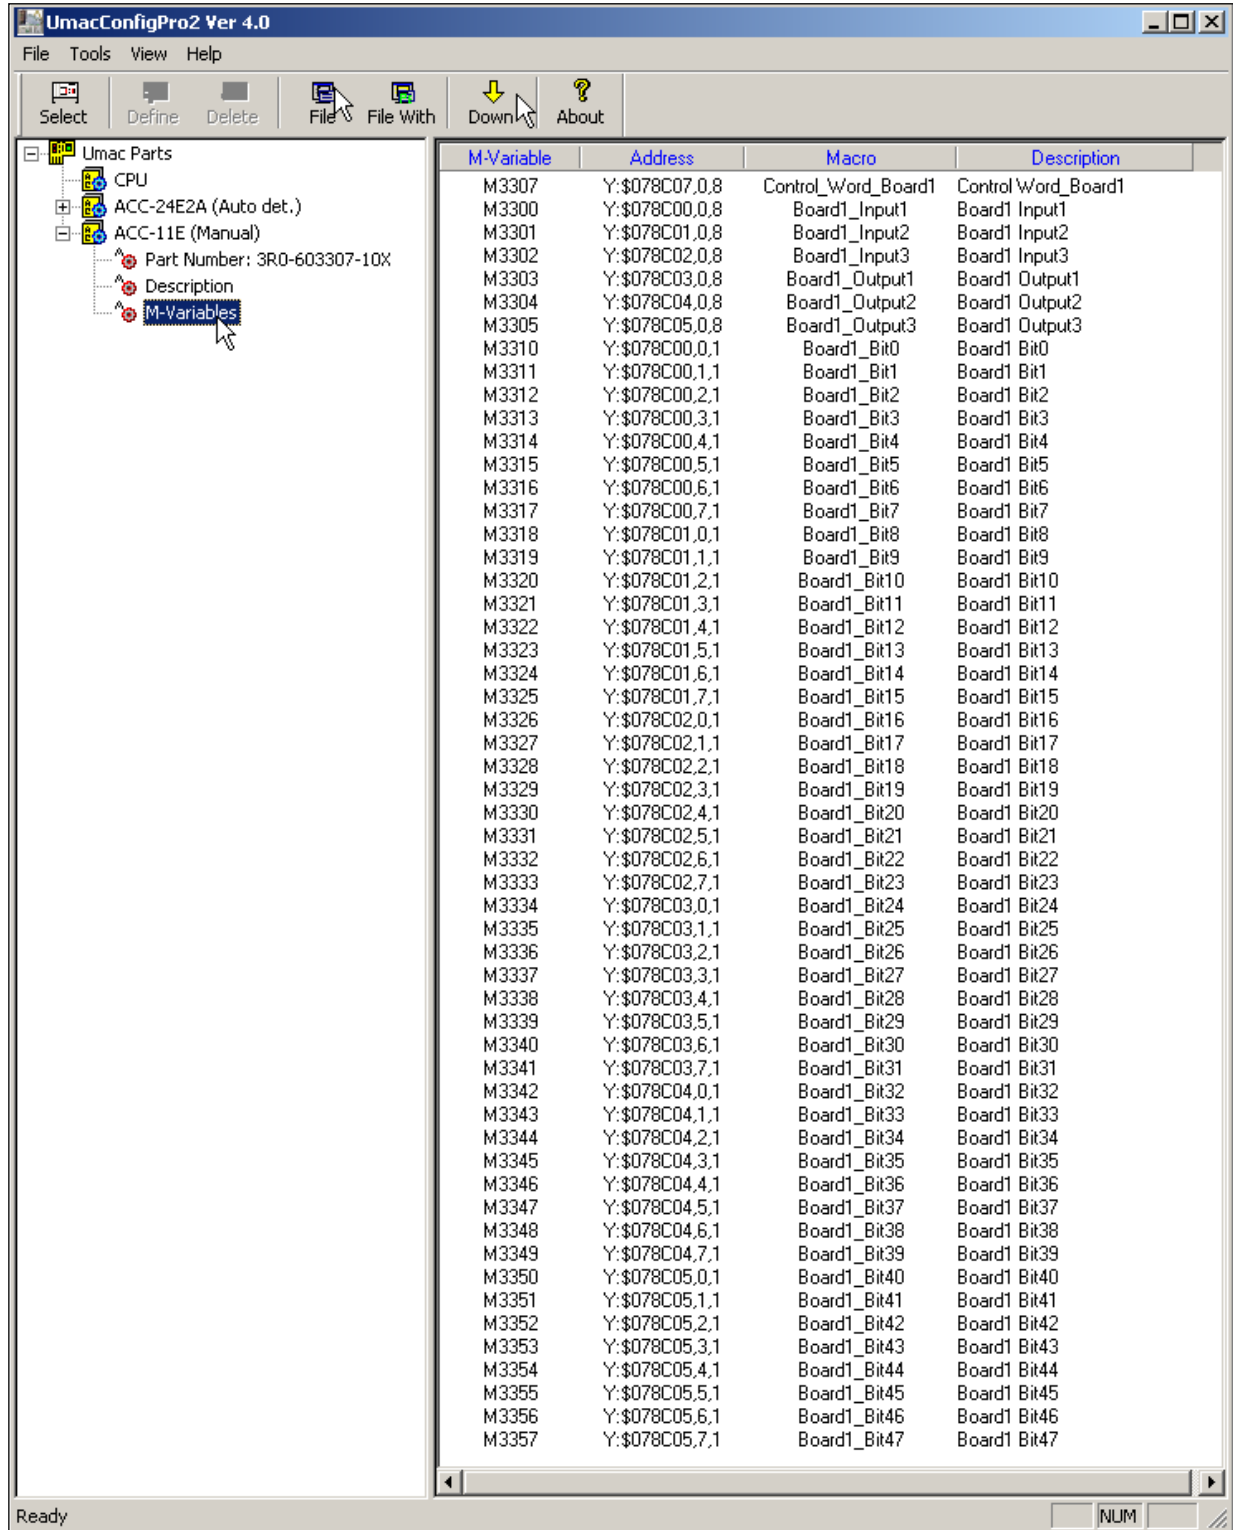 UmacConfigPro2 Ver 4.0
File Tools View Help
Select Define Delete File File With Down About
Umac Parts
CPU
ACC-24E2A (Auto det.)
ACC-11E (Manual)
Part Number: 3R0-603307-10X
Description
M-Variables
M-Variable Address Macro Description
M3307 Y:$078C07,0,8 Control_Word_Board1 Control Word_Board1
M3300 Y:$078C00,0,8 Board1_Input1 Board1 Input1
M3301 Y:$078C01,0,8 Board1_Input2 Board1 Input2
M3302 Y:$078C02,0,8 Board1_Input3 Board1 Input3
M3303 Y:$078C03,0,8 Board1_Output1 Board1 Output1
M3304 Y:$078C04,0,8 Board1_Output2 Board1 Output2
M3305 Y:$078C05,0,8 Board1_Output3 Board1 Output3
M3310 Y:$078C00,0,1 Board1_Bit0 Board1 Bit0
M3311 Y:$078C00,1,1 Board1_Bit1 Board1 Bit1
M3312 Y:$078C00,2,1 Board1_Bit2 Board1 Bit2
M3313 Y:$078C00,3,1 Board1_Bit3 Board1 Bit3
M3314 Y:$078C00,4,1 Board1_Bit4 Board1 Bit4
M3315 Y:$078C00,5,1 Board1_Bit5 Board1 Bit5
M3316 Y:$078C00,6,1 Board1_Bit6 Board1 Bit6
M3317 Y:$078C00,7,1 Board1_Bit7 Board1 Bit7
M3318 Y:$078C01,0,1 Board1_Bit8 Board1 Bit8
M3319 Y:$078C01,1,1 Board1_Bit9 Board1 Bit9
M3320 Y:$078C01,2,1 Board1_Bit10 Board1 Bit10
M3321 Y:$078C01,3,1 Board1_Bit11 Board1 Bit11
M3322 Y:$078C01,4,1 Board1_Bit12 Board1 Bit12
M3323 Y:$078C01,5,1 Board1_Bit13 Board1 Bit13
M3324 Y:$078C01,6,1 Board1_Bit14 Board1 Bit14
M3325 Y:$078C01,7,1 Board1_Bit15 Board1 Bit15
M3326 Y:$078C02,0,1 Board1_Bit16 Board1 Bit16
M3327 Y:$078C02,1,1 Board1_Bit17 Board1 Bit17
M3328 Y:$078C02,2,1 Board1_Bit18 Board1 Bit18
M3329 Y:$078C02,3,1 Board1_Bit19 Board1 Bit19
M3330 Y:$078C02,4,1 Board1_Bit20 Board1 Bit20
M3331 Y:$078C02,5,1 Board1_Bit21 Board1 Bit21
M3332 Y:$078C02,6,1 Board1_Bit22 Board1 Bit22
M3333 Y:$078C02,7,1 Board1_Bit23 Board1 Bit23
M3334 Y:$078C03,0,1 Board1_Bit24 Board1 Bit24
M3335 Y:$078C03,1,1 Board1_Bit25 Board1 Bit25
M3336 Y:$078C03,2,1 Board1_Bit26 Board1 Bit26
M3337 Y:$078C03,3,1 Board1_Bit27 Board1 Bit27
M3338 Y:$078C03,4,1 Board1_Bit28 Board1 Bit28
M3339 Y:$078C03,5,1 Board1_Bit29 Board1 Bit29
M3340 Y:$078C03,6,1 Board1_Bit30 Board1 Bit30
M3341 Y:$078C03,7,1 Board1_Bit31 Board1 Bit31
M3342 Y:$078C04,0,1 Board1_Bit32 Board1 Bit32
M3343 Y:$078C04,1,1 Board1_Bit33 Board1 Bit33
M3344 Y:$078C04,2,1 Board1_Bit34 Board1 Bit34
M3345 Y:$078C04,3,1 Board1_Bit35 Board1 Bit35
M3346 Y:$078C04,4,1 Board1_Bit36 Board1 Bit36
M3347 Y:$078C04,5,1 Board1_Bit37 Board1 Bit37
M3348 Y:$078C04,6,1 Board1_Bit38 Board1 Bit38
M3349 Y:$078C04,7,1 Board1_Bit39 Board1 Bit39
M3350 Y:$078C05,0,1 Board1_Bit40 Board1 Bit40
M3351 Y:$078C05,1,1 Board1_Bit41 Board1 Bit41
M3352 Y:$078C05,2,1 Board1_Bit42 Board1 Bit42
M3353 Y:$078C05,3,1 Board1_Bit43 Board1 Bit43
M3354 Y:$078C05,4,1 Board1_Bit44 Board1 Bit44
M3355 Y:$078C05,5,1 Board1_Bit45 Board1 Bit45
M3356 Y:$078C05,6,1 Board1_Bit46 Board1 Bit46
M3357 Y:$078C05,7,1 Board1_Bit47 Board1 Bit47
Ready NUM